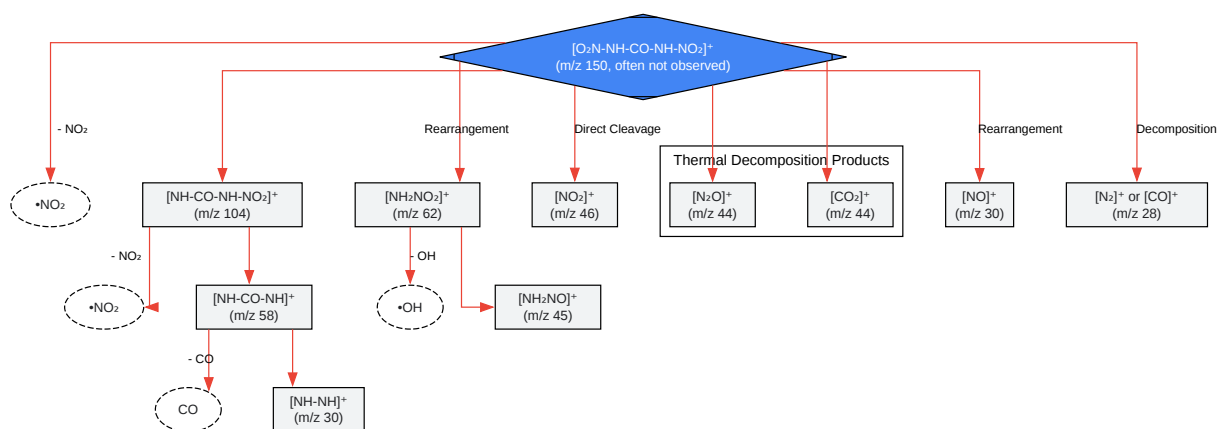 [O₂N-NH-CO-NH-NO₂]⁺
(m/z 150, often not observed)
- NO₂
Rearrangement
Direct Cleavage
Rearrangement
Decomposition
Thermal Decomposition Products
•NO₂
[NH-CO-NH-NO₂]⁺
(m/z 104)
[NH₂NO₂]⁺
(m/z 62)
[NO₂]⁺
(m/z 46)
[N₂O]⁺
(m/z 44)
[CO₂]⁺
(m/z 44)
[NO]⁺
(m/z 30)
[N₂]⁺ or [CO]⁺
(m/z 28)
- NO₂
- OH
•NO₂
[NH-CO-NH]⁺
(m/z 58)
•OH
[NH₂NO]⁺
(m/z 45)
- CO
CO
[NH-NH]⁺
(m/z 30)